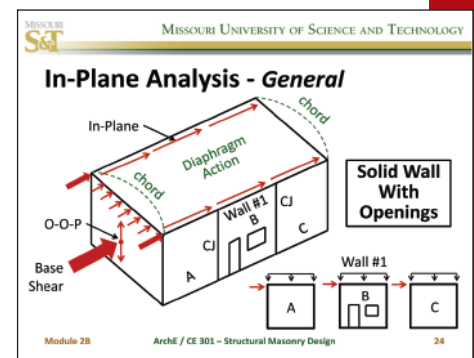 MISSOURI
S&T
MISSOURI UNIVERSITY OF SCIENCE AND TECHNOLOGY
In-Plane Analysis - General
In-Plane
chord
Diaphragm
Action
chord
Solid Wall
With
Openings
O-O-P
Base
Shear
Wall #1
CJ
A
B
CJ
C
Wall #1
A
B
C
Module 2B
ArchE / CE 301 – Structural Masonry Design
24